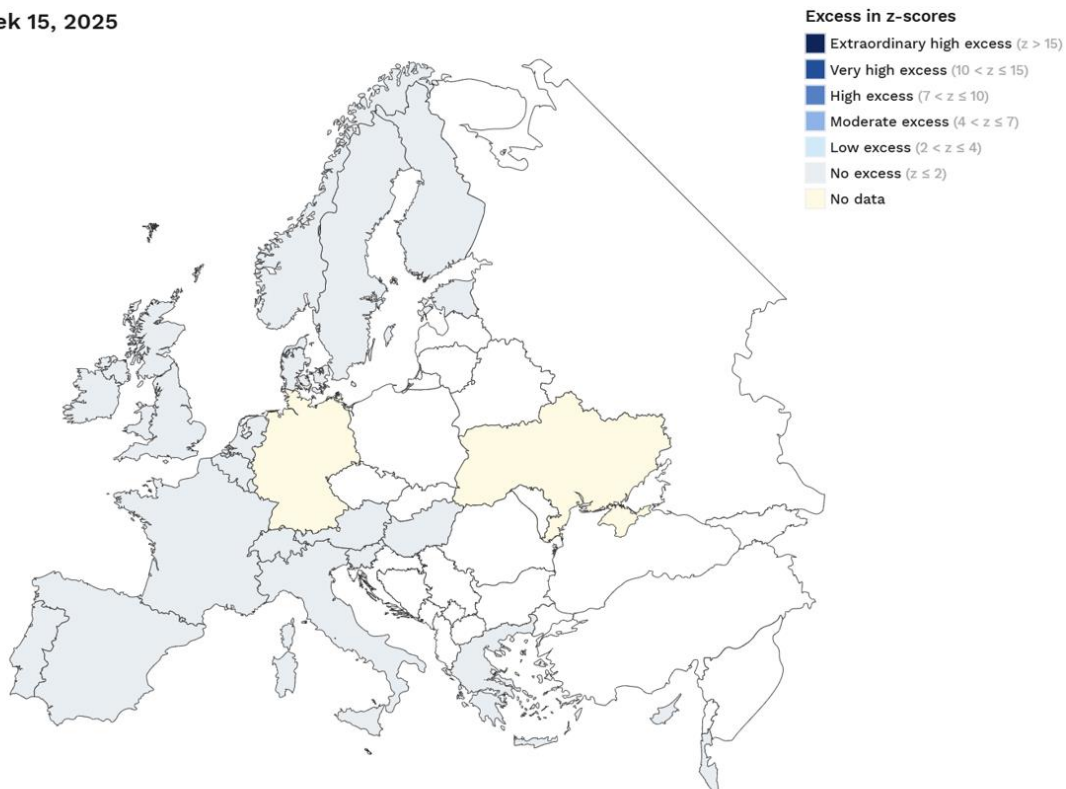 ek 15, 2025
Excess in z-scores
Extraordinary high excess (z > 15)
Very high excess (10 < z ≤ 15)
High excess (7 < z ≤ 10)
Moderate excess (4 < z ≤ 7)
Low excess (2 < z ≤ 4)
No excess (z ≤ 2)
No data